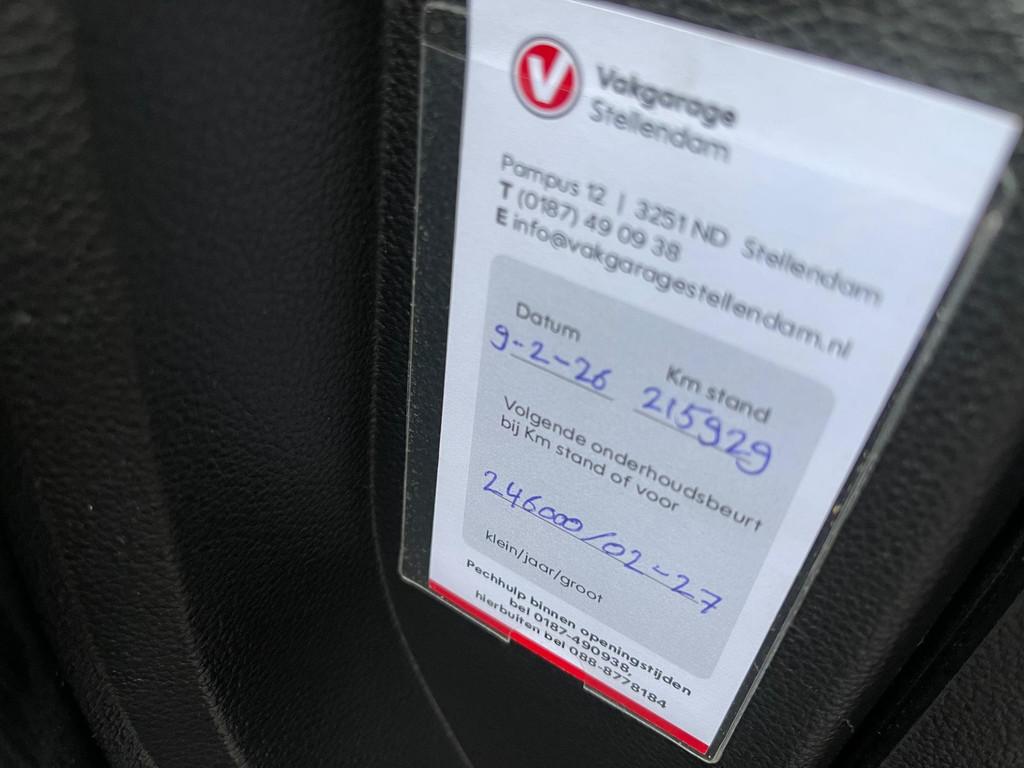 V
Vakgarage
Stellendam
Pampus 12 | 3251 ND Stellendam
T (0187) 49 09 38
E info@vakgaragestellendam.nl
Datum Km stand
9-2-26 215929
Volgende onderhoudsbeurt
bij Km stand of voor
246000/02-27
klein/jaar/groot
Pechhulp binnen openingstijden
bel 0187-490938,
hierbuiten bel 088-8778184